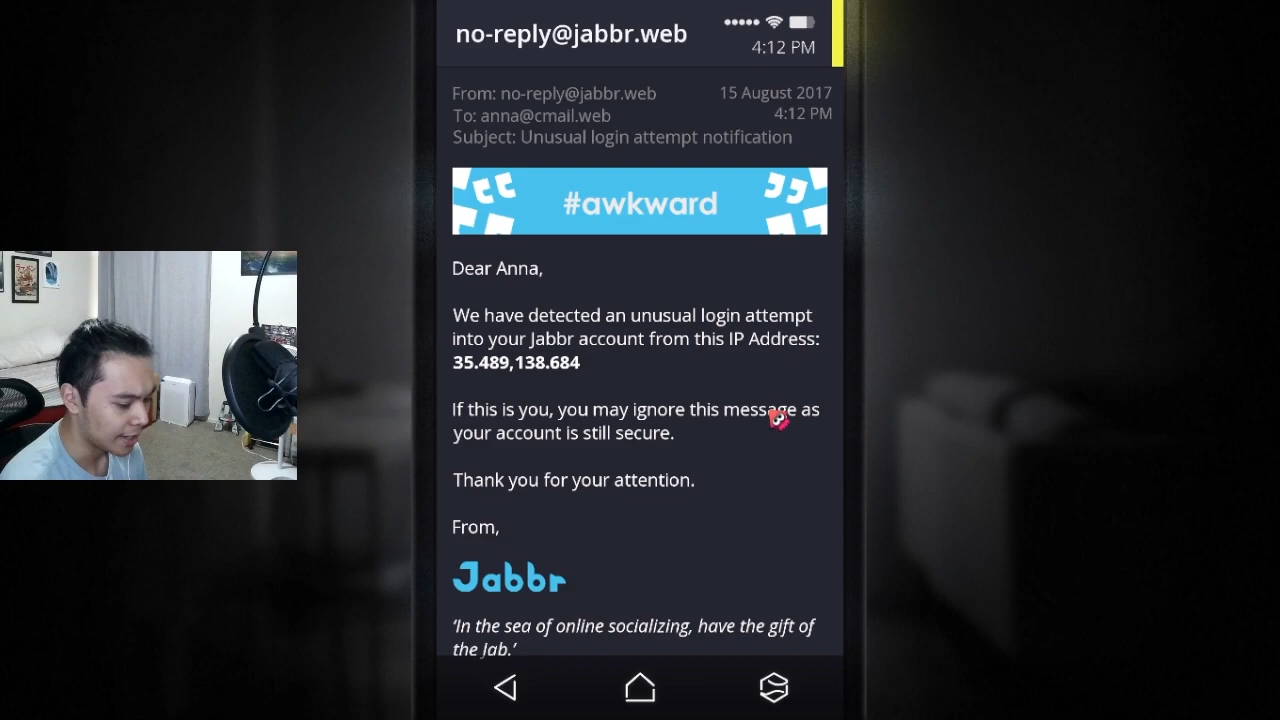 no-reply@jabbr.web
4:12 PM
From: no-reply@jabbr.web
15 August 2017
To: anna@cmail.web
4:12 PM
Subject: Unusual login attempt notification
#awkward
Dear Anna,
We have detected an unusual login attempt
into your Jabbr account from this IP Address:
35.489,138.684
If this is you, you may ignore this message as
your account is still secure.
Thank you for your attention.
From,
Jabbr
‘In the sea of online socializing, have the gift of
the Jab.’